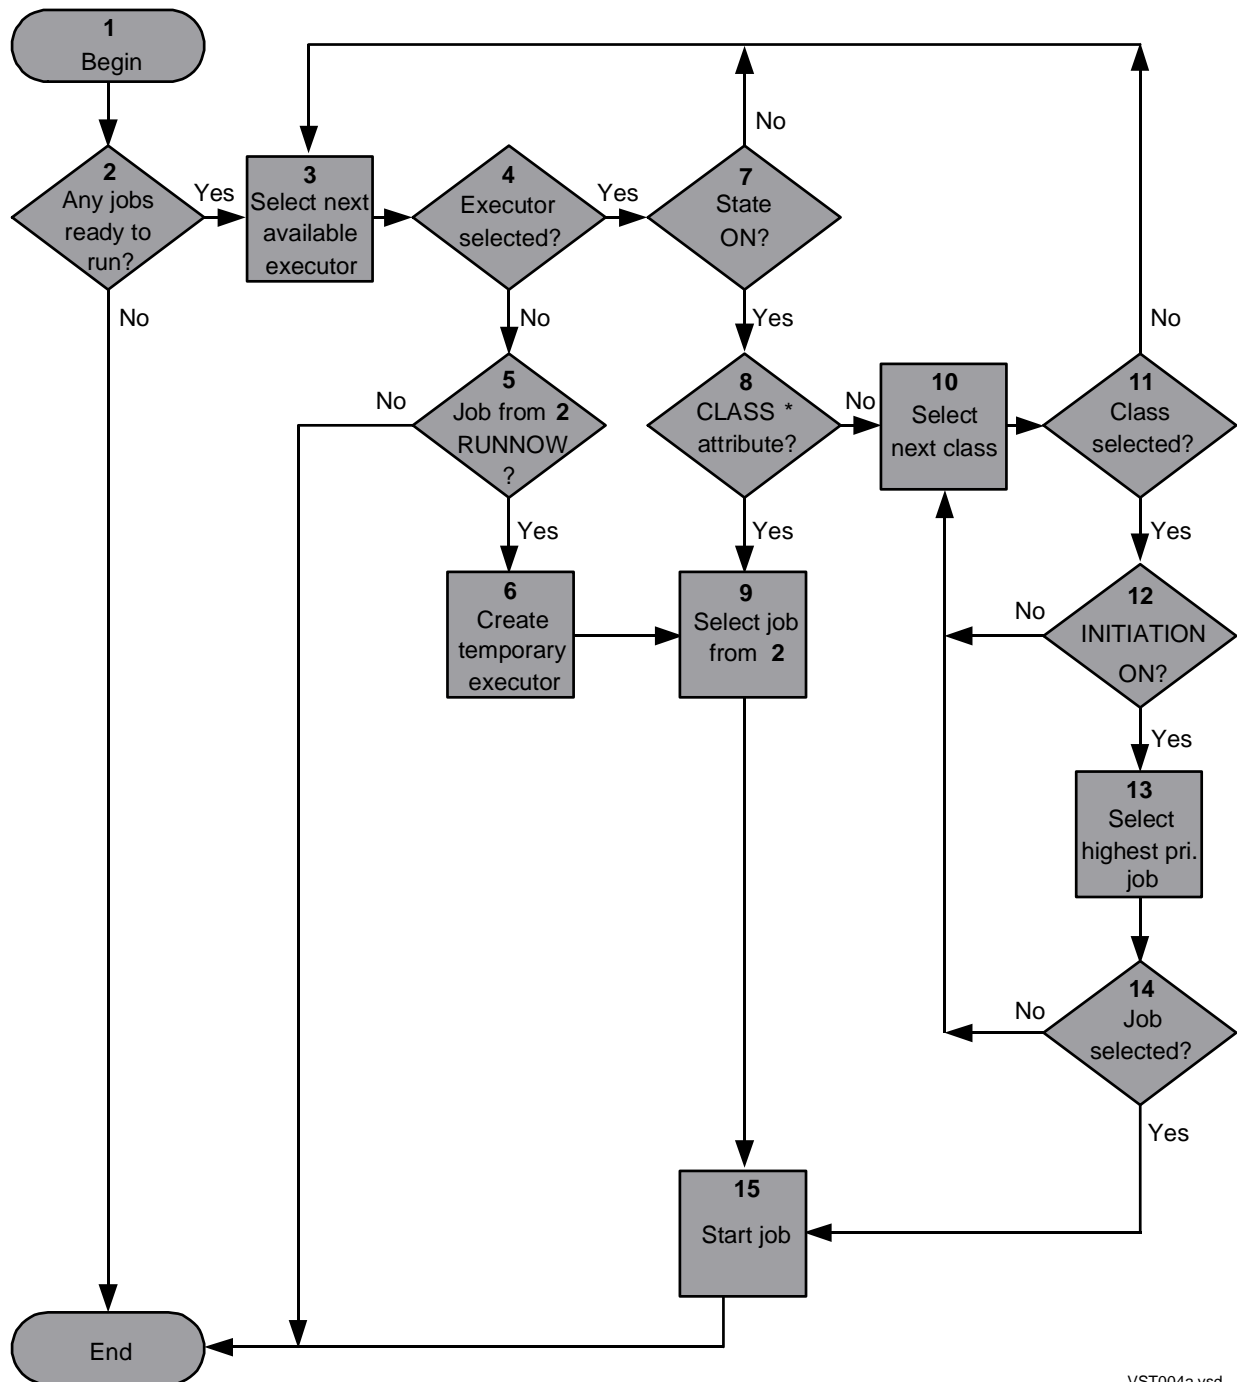 1
Begin
2
Any jobs
ready to
run?
Yes
No
3
Select next
available
executor
4
Executor
selected?
Yes
No
7
State
ON?
No
Yes
5
Job from 2
RUNNOW
?
No
Yes
8
CLASS *
attribute?
No
Yes
10
Select
next class
11
Class
selected?
No
Yes
6
Create
temporary
executor
9
Select job
from 2
12
INITIATION
ON?
No
Yes
13
Select
highest pri.
job
14
Job
selected?
No
Yes
15
Start job
End
VST004a.vsd